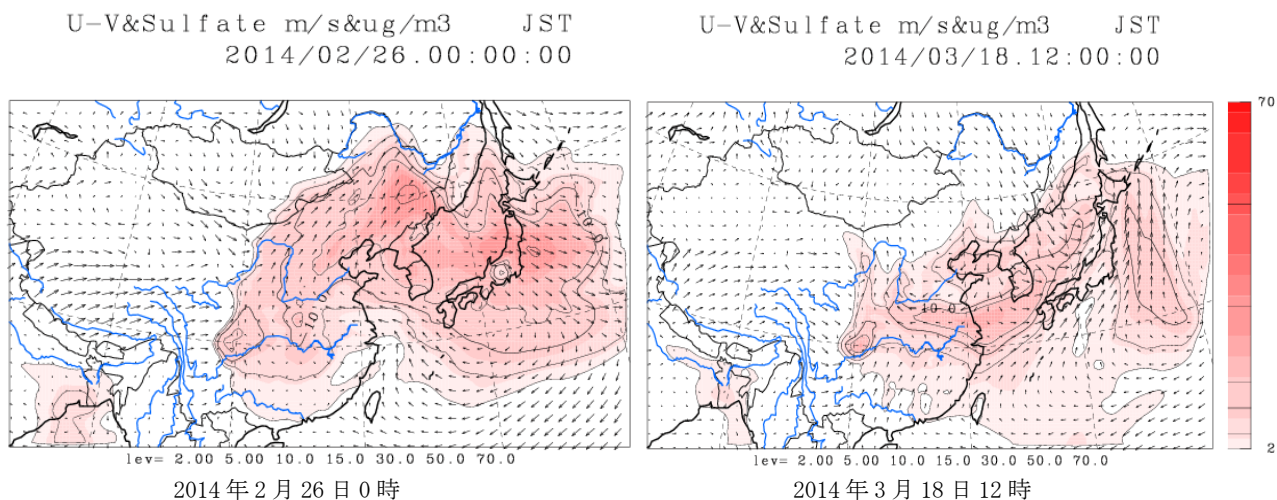 U-V&Sulfate m/s&ug/m3 JST
2014/02/26.00:00:00
U-V&Sulfate m/s&ug/m3 JST
2014/03/18.12:00:00
70
2
10.0
10.0
10.0
lev= 2.00 5.00 10.0 15.0 30.0 50.0 70.0
lev= 2.00 5.00 10.0 15.0 30.0 50.0 70.0
2014年2月26日0時
2014年3月18日12時